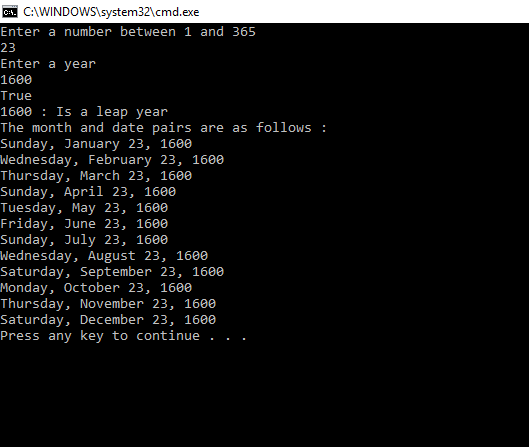 C:\WINDOWS\system32\cmd.exe
Enter a number between 1 and 365
23
Enter a year
1600
True
1600 : Is a leap year
The month and date pairs are as follows :
Sunday, January 23, 1600
Wednesday, February 23, 1600
Thursday, March 23, 1600
Sunday, April 23, 1600
Tuesday, May 23, 1600
Friday, June 23, 1600
Sunday, July 23, 1600
Wednesday, August 23, 1600
Saturday, September 23, 1600
Monday, October 23, 1600
Thursday, November 23, 1600
Saturday, December 23, 1600
Press any key to continue . . .